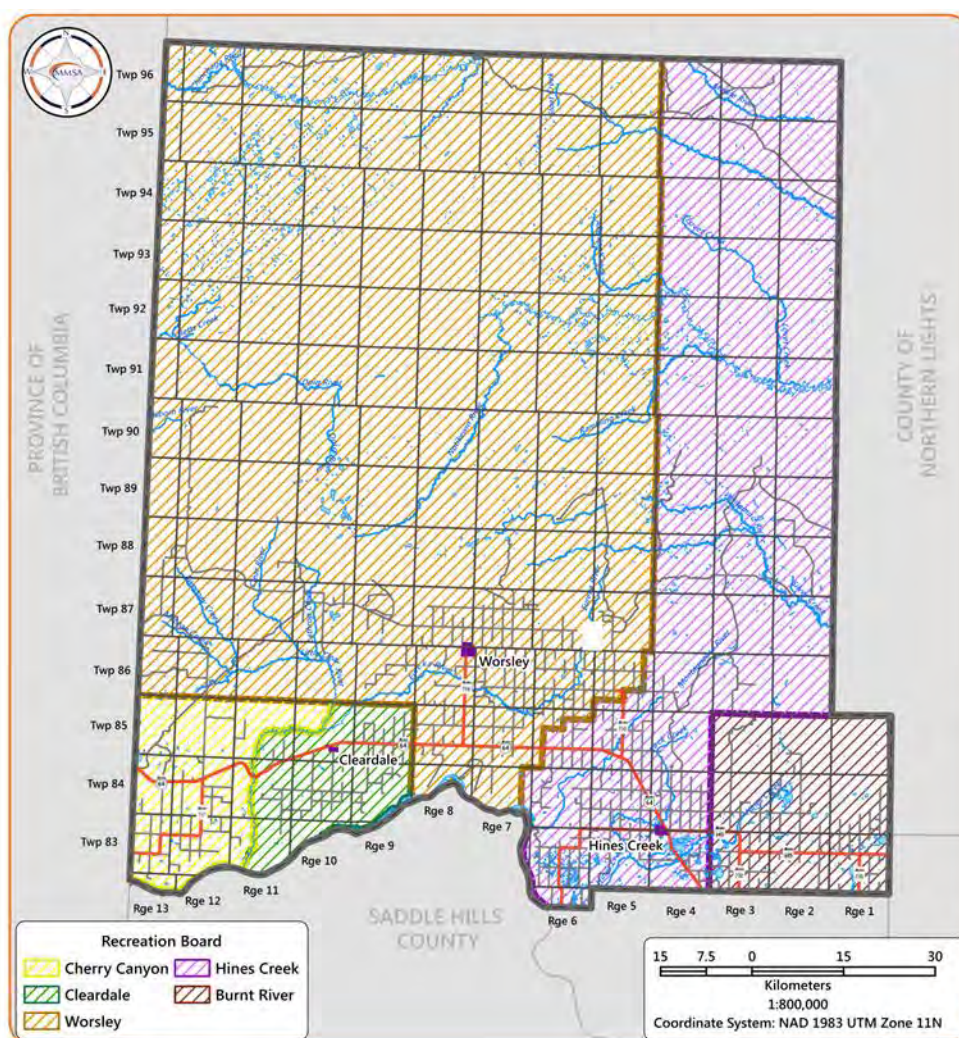 MMSA
Twp 96
Twp 95
Twp 94
Twp 93
Twp 92
Twp 91
Twp 90
Twp 89
Twp 88
Twp 87
Twp 86
Twp 85
Twp 84
Twp 83
PROVINCE OF
BRITISH COLUMBIA
COUNTY OF
NORTHERN LIGHTS
Worsley
Cleardale
Hines Creek
64
64
64
64
Rge 13
Rge 12
Rge 11
Rge 10
Rge 9
Rge 8
Rge 7
Rge 6
Rge 5
Rge 4
Rge 3
Rge 2
Rge 1
SADDLE HILLS
COUNTY
Recreation Board
Cherry Canyon
Hines Creek
Cleardale
Burnt River
Worsley
15 7.5 0 15 30
Kilometers
1:800,000
Coordinate System: NAD 1983 UTM Zone 11N